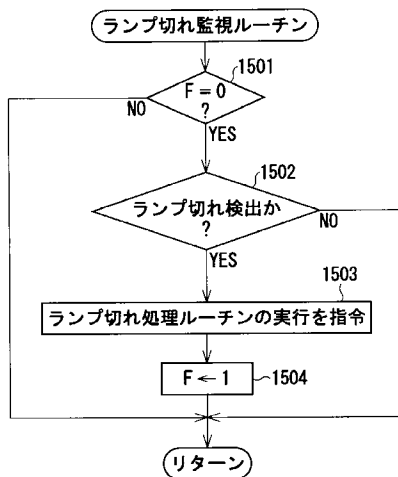 ランプ切れ監視ルーチン
1501
F = 0
?
NO
YES
1502
ランプ切れ検出か
?
NO
YES
1503
ランプ切れ処理ルーチンの実行を指令
F ← 1
1504
リターン